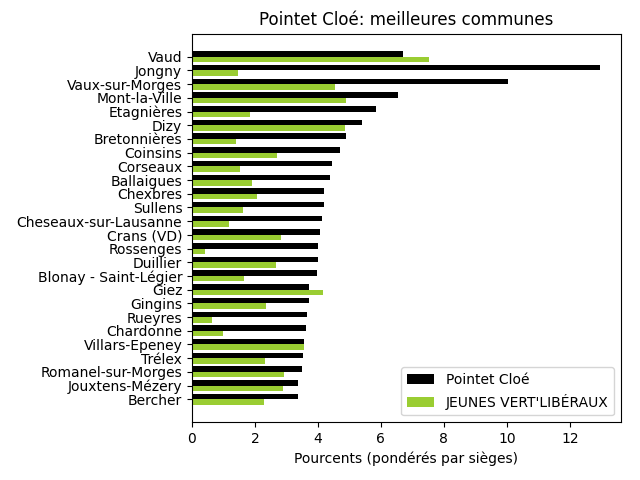 Pointet Cloé: meilleures communes
Vaud
Jongny
Vaux-sur-Morges
Mont-la-Ville
Etagnières
Dizy
Bretonnières
Coinsins
Corseaux
Ballaigues
Chexbres
Sullens
Cheseaux-sur-Lausanne
Crans (VD)
Rossenges
Duillier
Blonay - Saint-Légier
Giez
Gingins
Rueyres
Chardonne
Villars-Epeney
Trélex
Romanel-sur-Morges
Jouxtens-Mézery
Bercher
Pointet Cloé
JEUNES VERT'LIBÉRAUX
0 2 4 6 8 10 12
Pourcents (pondérés par sièges)